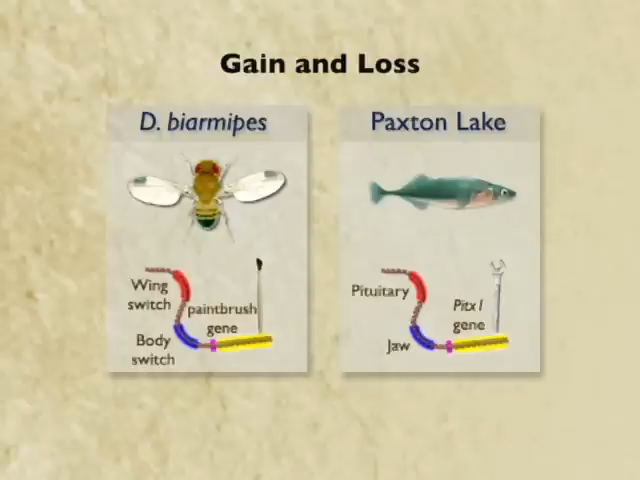 Gain and Loss
D. biarmipes
Wing
switch
paintbrush
gene
Body
switch
Paxton Lake
Pituitary
Pitx1
gene
Jaw